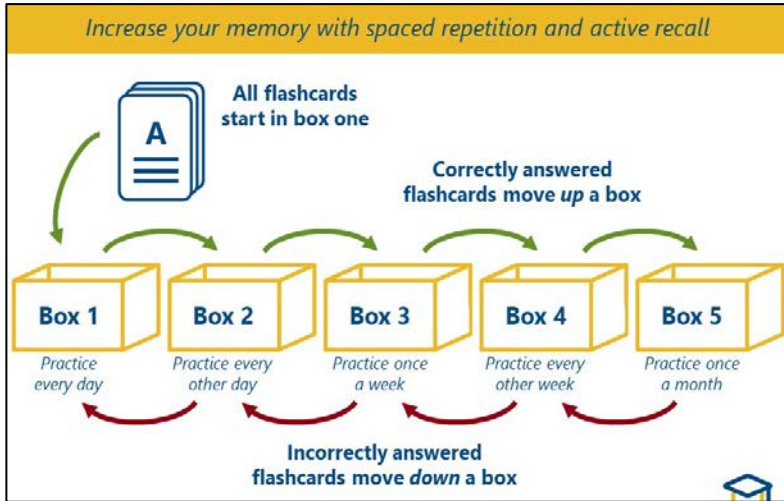 Increase your memory with spaced repetition and active recall
All flashcards
start in box one
A
Correctly answered
flashcards move up a box
Box 1
Box 2
Box 3
Box 4
Box 5
Practice
every day
Practice every
other day
Practice once
a week
Practice every
other week
Practice once
a month
Incorrectly answered
flashcards move down a box